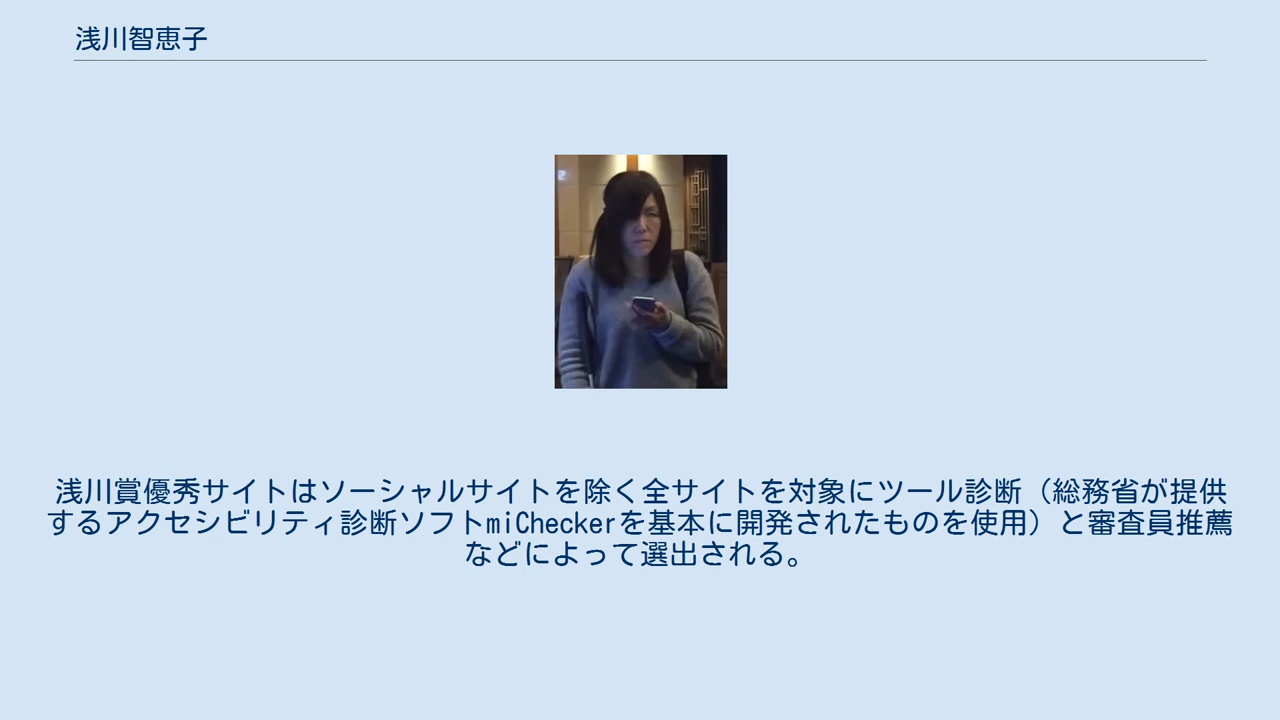 浅川智恵子
2
浅川賞優秀サイトはソーシャルサイトを除く全サイトを対象にツール診断（総務省が提供
するアクセシビリティ診断ソフトmiCheckerを基本に開発されたものを使用）と審査員推薦
などによって選出される。